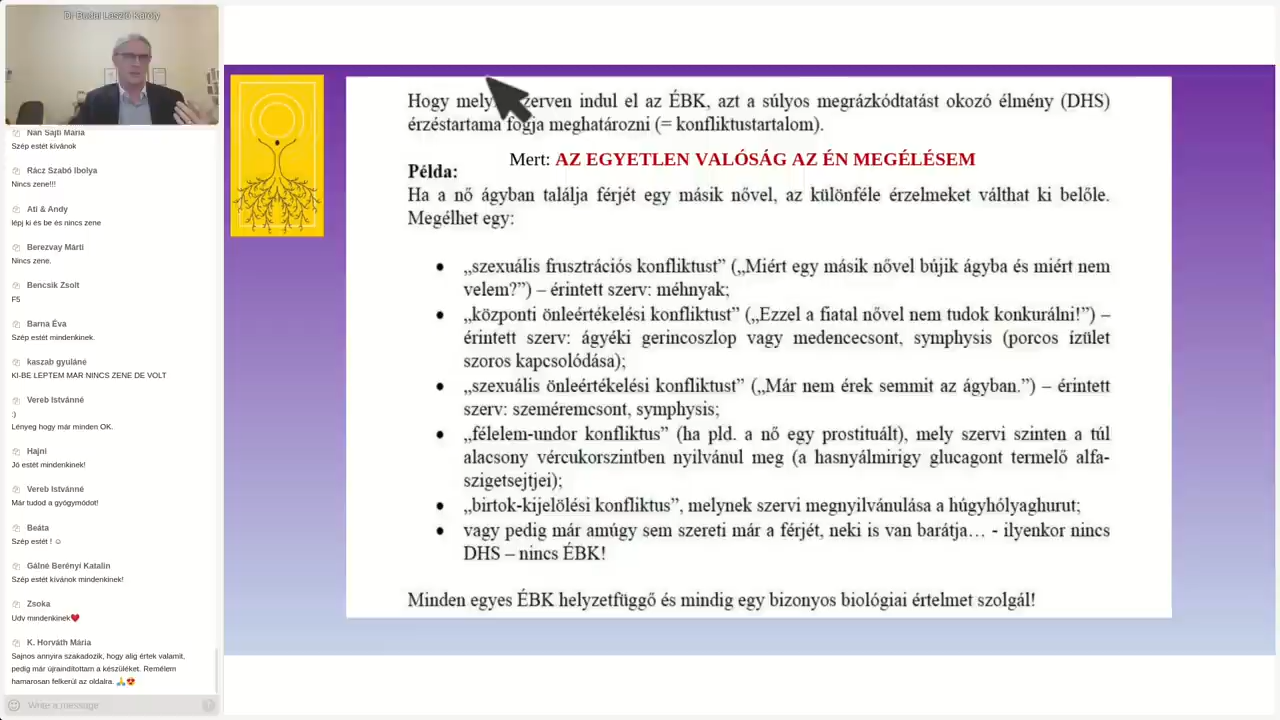 Dr Budai László Károly
Nan Sajti Mária
Szép estét kívánok
Rácz Szabó Ibolya
Nincs zene!!!
Ati & Andy
lépj ki és be és nincs zene
Berezvay Márti
Nincs zene.
Bencsik Zsolt
F5
Barna Éva
Szép estét mindenkinek.
kaszab gyuláné
KI-BE LÉPTEM MÁR NINCS ZENE DE VOLT
Vereb Istvánné
:)
Lényeg hogy már minden OK.
Hajni
Jó estét mindenkinek!
Vereb Istvánné
Már tudod a gyógymódot!
Beáta
Szép estét ! ☺
Gálné Berényi Katalin
Szép estét kívánok mindenkinek!
Zsoka
Udv mindenkinek❤️
K. Horváth Mária
Sajnos annyira szakadozik, hogy alig értek valamit,
pedig már újraindítottam a készüléket. Remélem
hamarosan felkerül az oldalra. 🙏😍
Write a message
Hogy szerven indul el az ÉBK, azt a súlyos megrázkódtatást okozó élmény (DHS)
érzéstartama fogja meghatározni (= konfliktustartalom).
Mert: AZ EGYETLEN VALÓSÁG AZ ÉN MEGÉLÉSEM
Példa:
Ha a nő ágyban találja férjét egy másik nővel, az különféle érzelmeket válthat ki belőle.
Megélhet egy:
• „szexuális frusztrációs konfliktust” („Miért egy másik nővel bújik ágyba és miért nem
velem?”) – érintett szerv: méhnyak;
• „központi önleértékelési konfliktust” („Ezzel a fiatal nővel nem tudok konkurálni!”) –
érintett szerv: ágyéki gerincoszlop vagy medencecsont, symphysis (porcos ízület
szoros kapcsolódása);
• „szexuális önleértékelési konfliktust” („Már nem érek semmit az ágyban.”) – érintett
szerv: szeméremcsont, symphysis;
• „félelem-undor konfliktus” (ha pld. a nő egy prostituált), mely szervi szinten a túl
alacsony vércukorszintben nyilvánul meg (a hasnyálmirigy glucagont termelő alfa-
szigetsejtjei);
• „birtok-kijelölési konfliktus”, melynek szervi megnyilvánulása a húgyhólyaghurut;
• vagy pedig már amúgy sem szereti már a férjét, neki is van barátja… - ilyenkor nincs
DHS – nincs ÉBK!
Minden egyes ÉBK helyzetfüggő és mindig egy bizonyos biológiai értelmet szolgál!